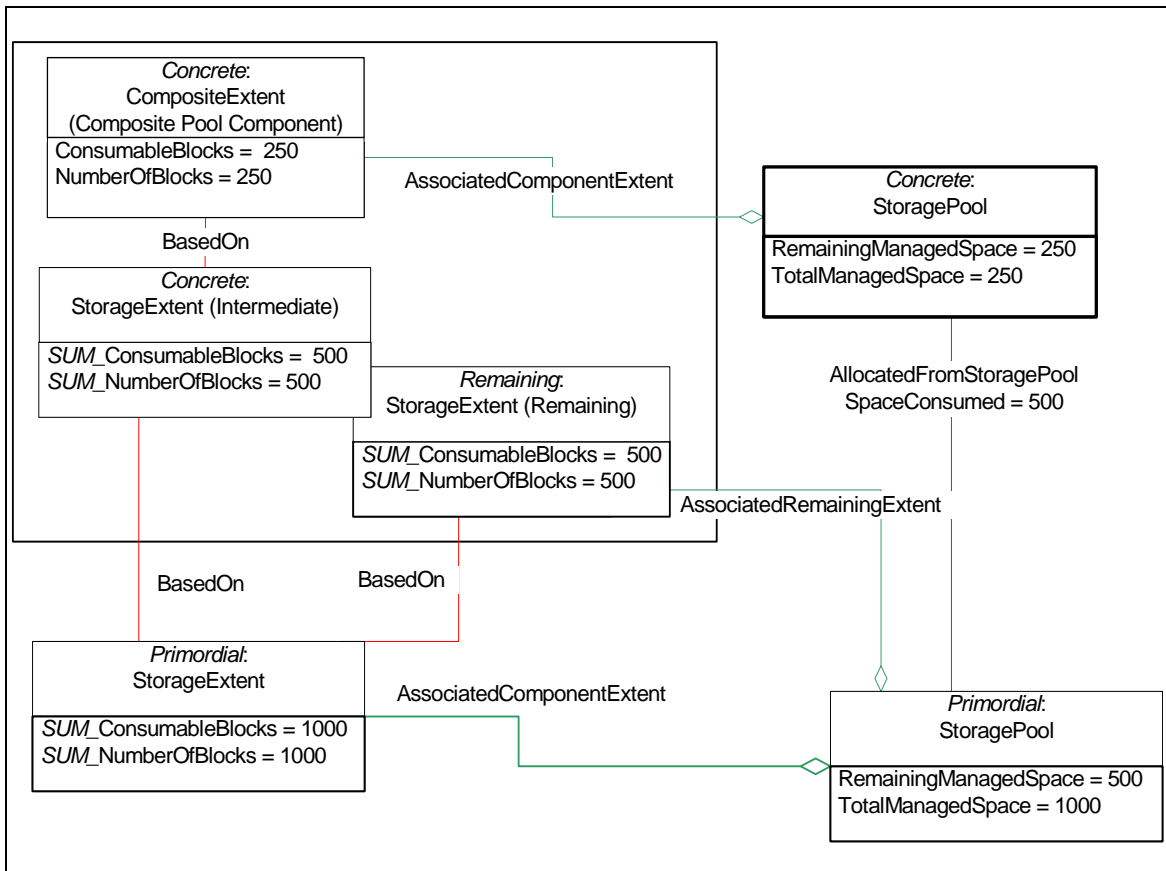 Concrete:
CompositeExtent
(Composite Pool Component)
ConsumableBlocks = 250
NumberOfBlocks = 250
AssociatedComponentExtent
Concrete:
StoragePool
RemainingManagedSpace = 250
TotalManagedSpace = 250
BasedOn
Concrete:
StorageExtent (Intermediate)
SUM_ConsumableBlocks = 500
SUM_NumberOfBlocks = 500
Remaining:
StorageExtent (Remaining)
SUM_ConsumableBlocks = 500
SUM_NumberOfBlocks = 500
AllocatedFromStoragePool
SpaceConsumed = 500
AssociatedRemainingExtent
BasedOn
BasedOn
Primordial:
StorageExtent
SUM_ConsumableBlocks = 1000
SUM_NumberOfBlocks = 1000
AssociatedComponentExtent
Primordial:
StoragePool
RemainingManagedSpace = 500
TotalManagedSpace = 1000